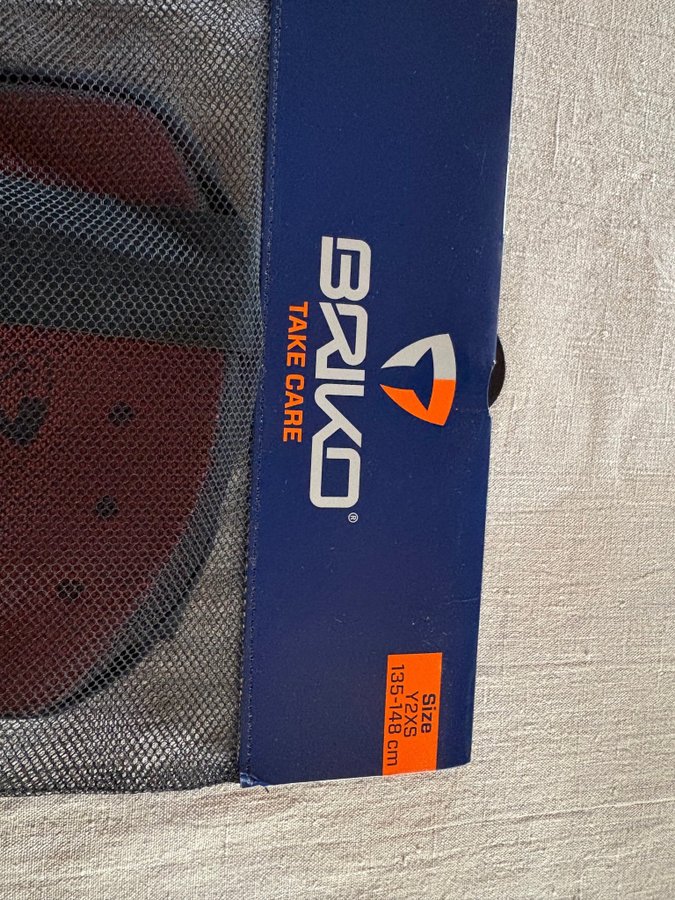 BRIKO®
TAKE CARE
Size
Y2XS
135-148 cm